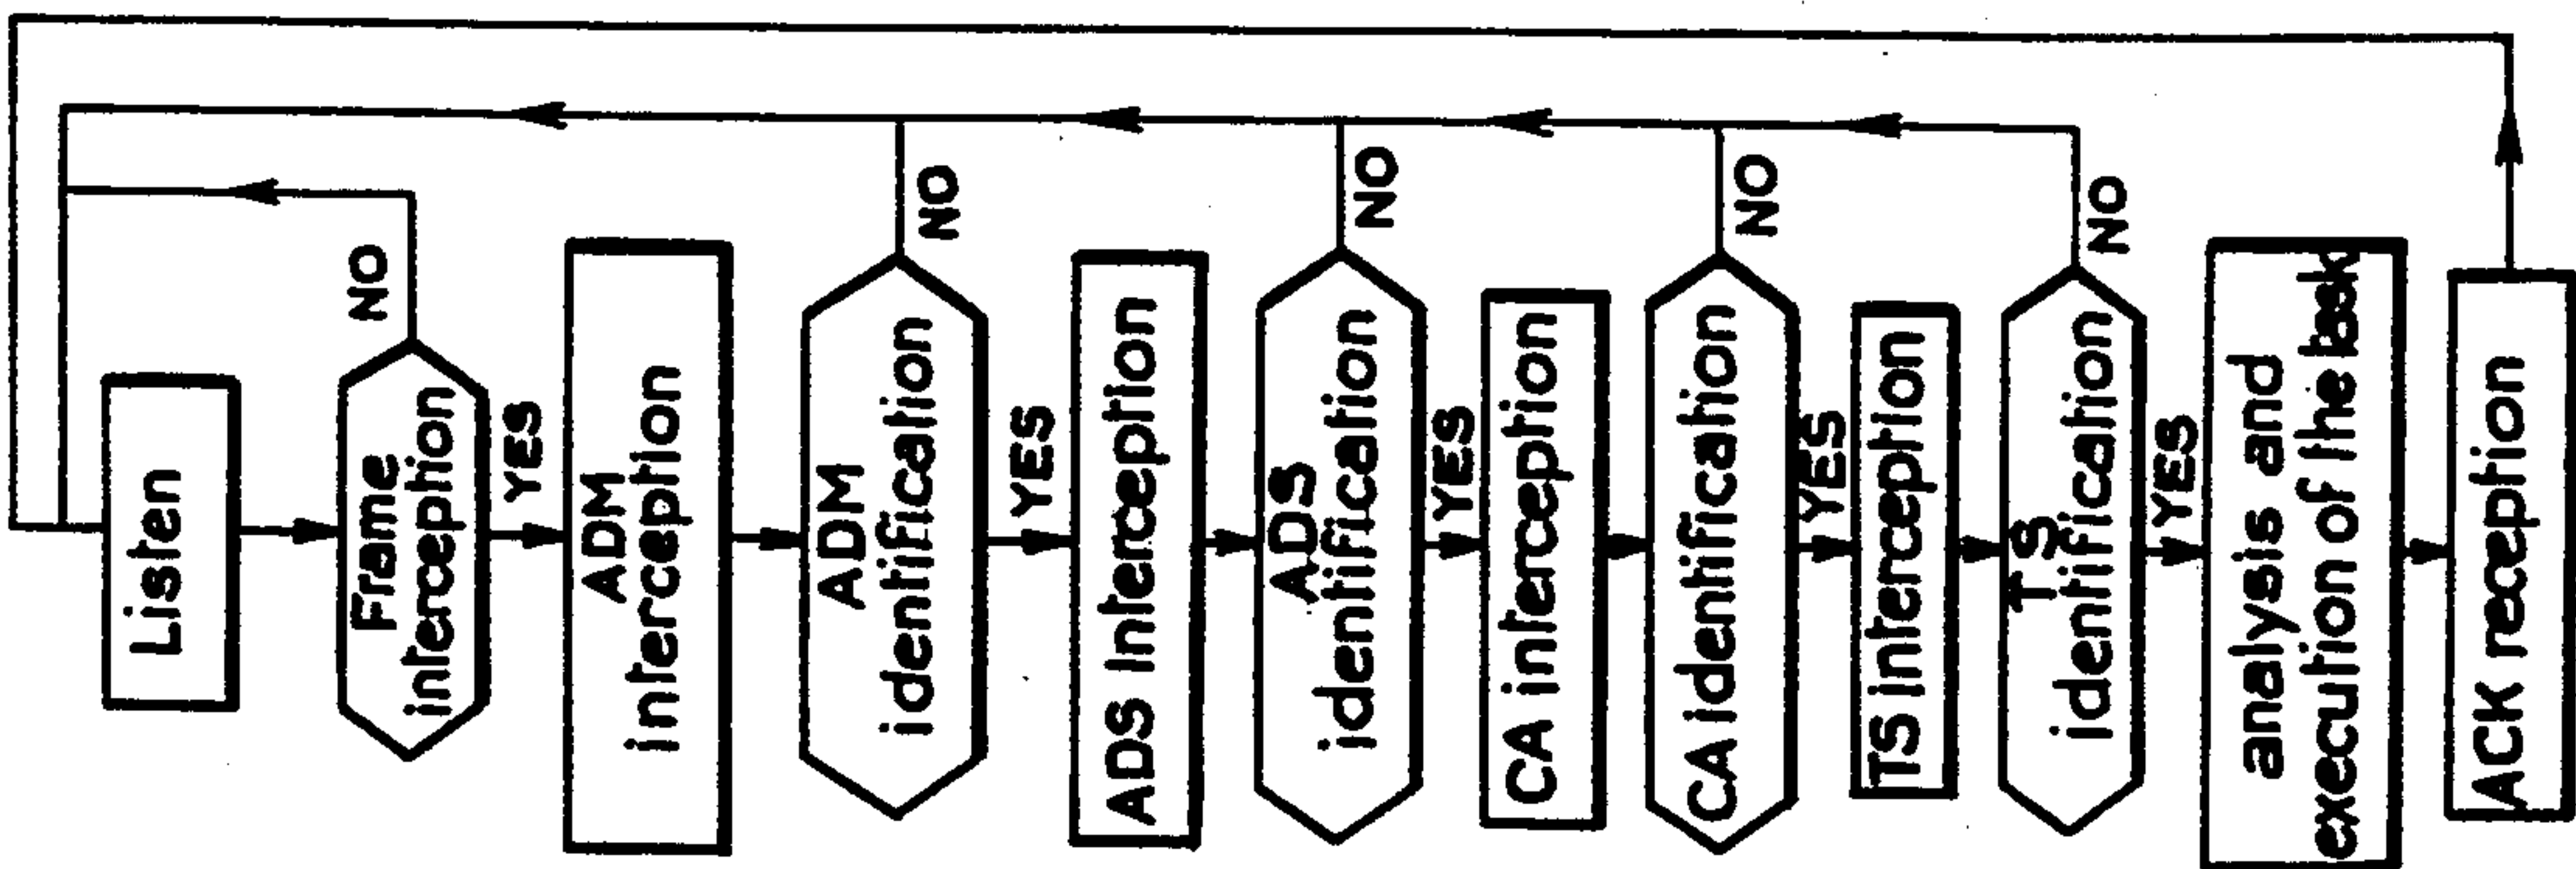 Listen
Frame
interception
NO
YES
ADM
interception
ADM
identification
NO
YES
ADS Interception
ADS
identification
NO
YES
CA interception
CA identification
NO
YES
TS interception
TS
identification
NO
YES
analysis and
execution of the task
ACK reception